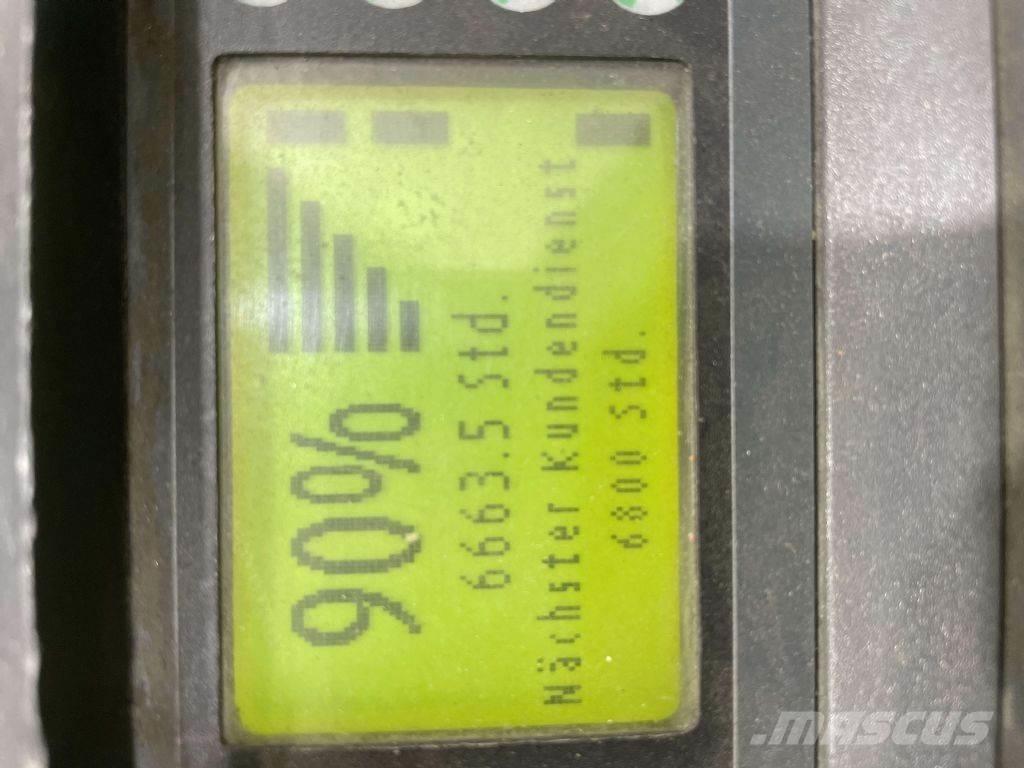 90%
6663.5 Std.
Nächster Kundendienst
6800 Std.
mascus